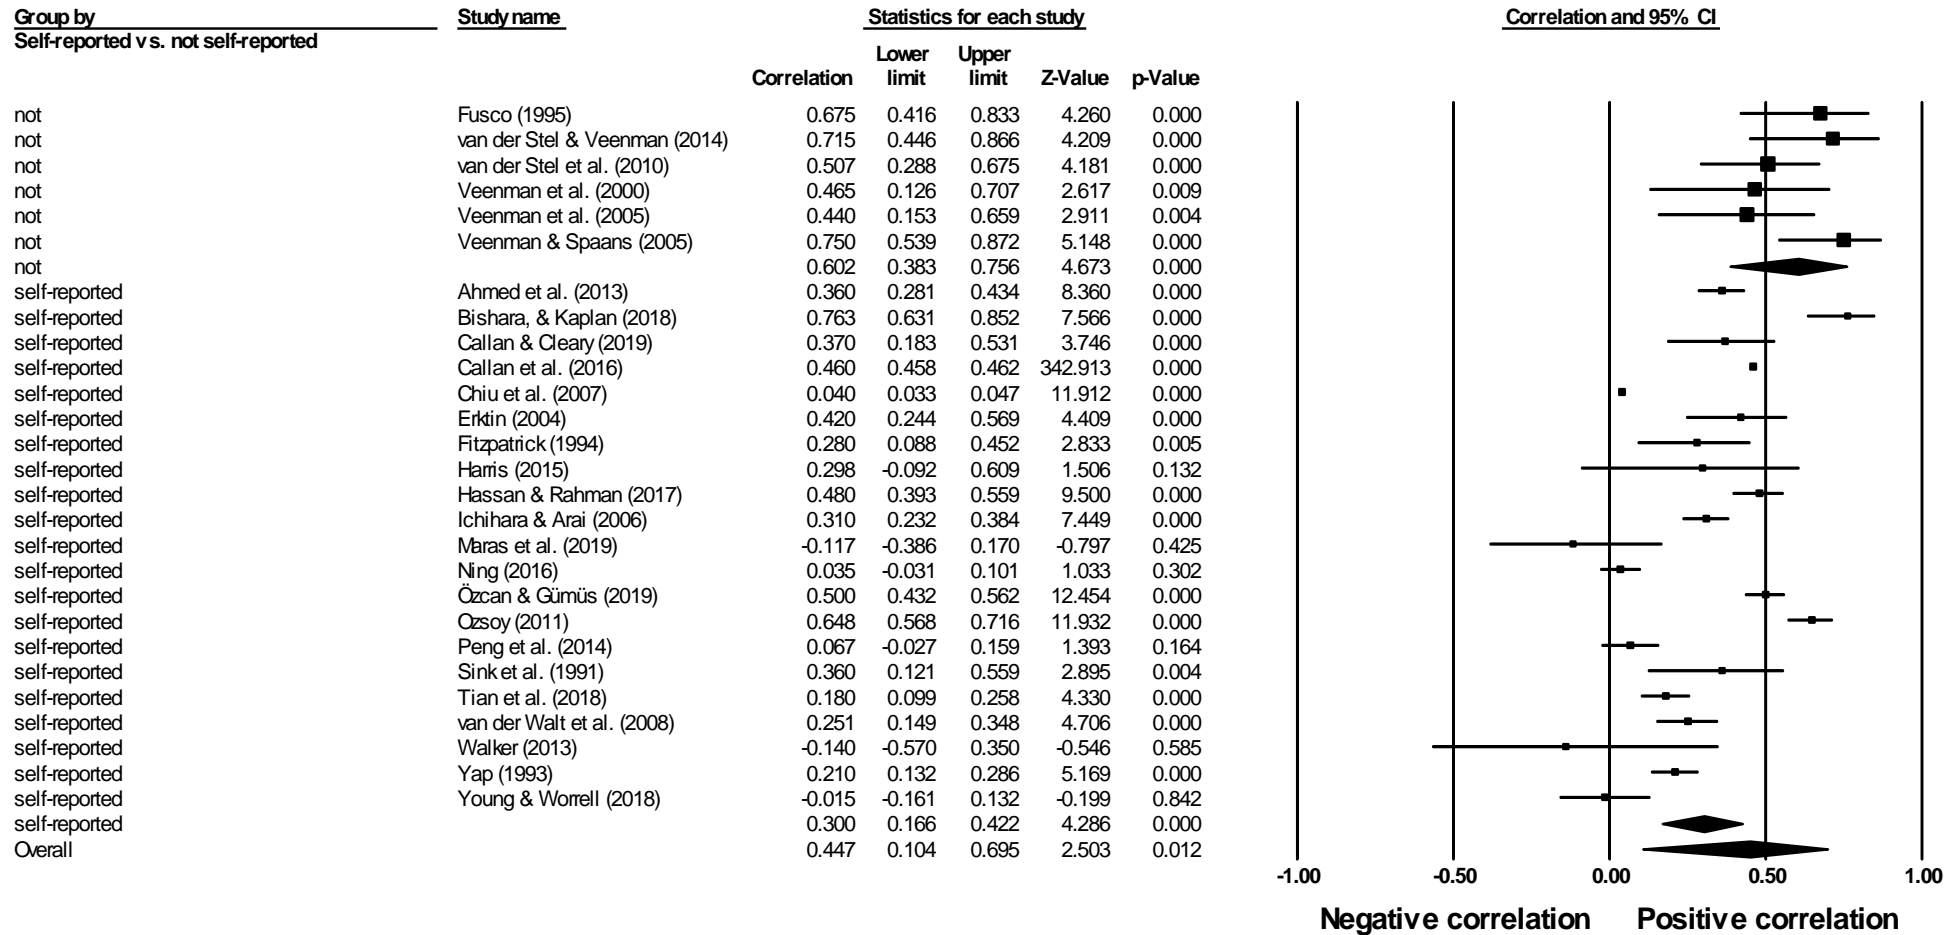 Group by Study name Statistics for each study Correlation and 95% CI
Self-reported vs. not self-reported
Lower Upper
Correlation limit limit Z-Value p-Value
not Fusco (1995) 0.675 0.416 0.833 4.260 0.000
not van der Stel & Veenman (2014) 0.715 0.446 0.866 4.209 0.000
not van der Stel et al. (2010) 0.507 0.288 0.675 4.181 0.000
not Veenman et al. (2000) 0.465 0.126 0.707 2.617 0.009
not Veenman et al. (2005) 0.440 0.153 0.659 2.911 0.004
not Veenman & Spaans (2005) 0.750 0.539 0.872 5.148 0.000
not 0.602 0.383 0.756 4.673 0.000
self-reported Ahmed et al. (2013) 0.360 0.281 0.434 8.360 0.000
self-reported Bishara, & Kaplan (2018) 0.763 0.631 0.852 7.566 0.000
self-reported Callan & Cleary (2019) 0.370 0.183 0.531 3.746 0.000
self-reported Callan et al. (2016) 0.460 0.458 0.462 342.913 0.000
self-reported Chiu et al. (2007) 0.040 0.033 0.047 11.912 0.000
self-reported Erktin (2004) 0.420 0.244 0.569 4.409 0.000
self-reported Fitzpatrick (1994) 0.280 0.088 0.452 2.833 0.005
self-reported Harris (2015) 0.298 -0.092 0.609 1.506 0.132
self-reported Hassan & Rahman (2017) 0.480 0.393 0.559 9.500 0.000
self-reported Ichihara & Arai (2006) 0.310 0.232 0.384 7.449 0.000
self-reported Maras et al. (2019) -0.117 -0.386 0.170 -0.797 0.425
self-reported Ning (2016) 0.035 -0.031 0.101 1.033 0.302
self-reported Özcan & Gümüs (2019) 0.500 0.432 0.562 12.454 0.000
self-reported Ozsoy (2011) 0.648 0.568 0.716 11.932 0.000
self-reported Peng et al. (2014) 0.067 -0.027 0.159 1.393 0.164
self-reported Sink et al. (1991) 0.360 0.121 0.559 2.895 0.004
self-reported Tian et al. (2018) 0.180 0.099 0.258 4.330 0.000
self-reported van der Walt et al. (2008) 0.251 0.149 0.348 4.706 0.000
self-reported Walker (2013) -0.140 -0.570 0.350 -0.546 0.585
self-reported Yap (1993) 0.210 0.132 0.286 5.169 0.000
self-reported Young & Worrell (2018) -0.015 -0.161 0.132 -0.199 0.842
self-reported 0.300 0.166 0.422 4.286 0.000
Overall 0.447 0.104 0.695 2.503 0.012
-1.00 -0.50 0.00 0.50 1.00
Negative correlation Positive correlation